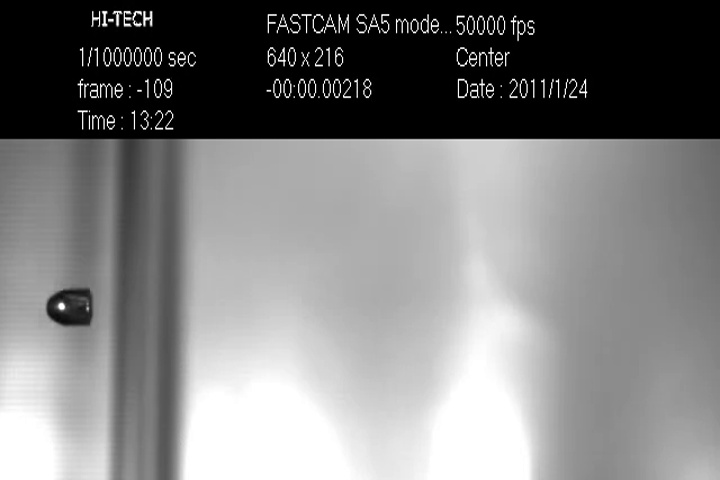 HI-TECH FASTCAM SA5 mode... 50000 fps
1/1000000 sec 640 x 216 Center
frame : -109 -00:00.00218 Date : 2011/1/24
Time : 13:22